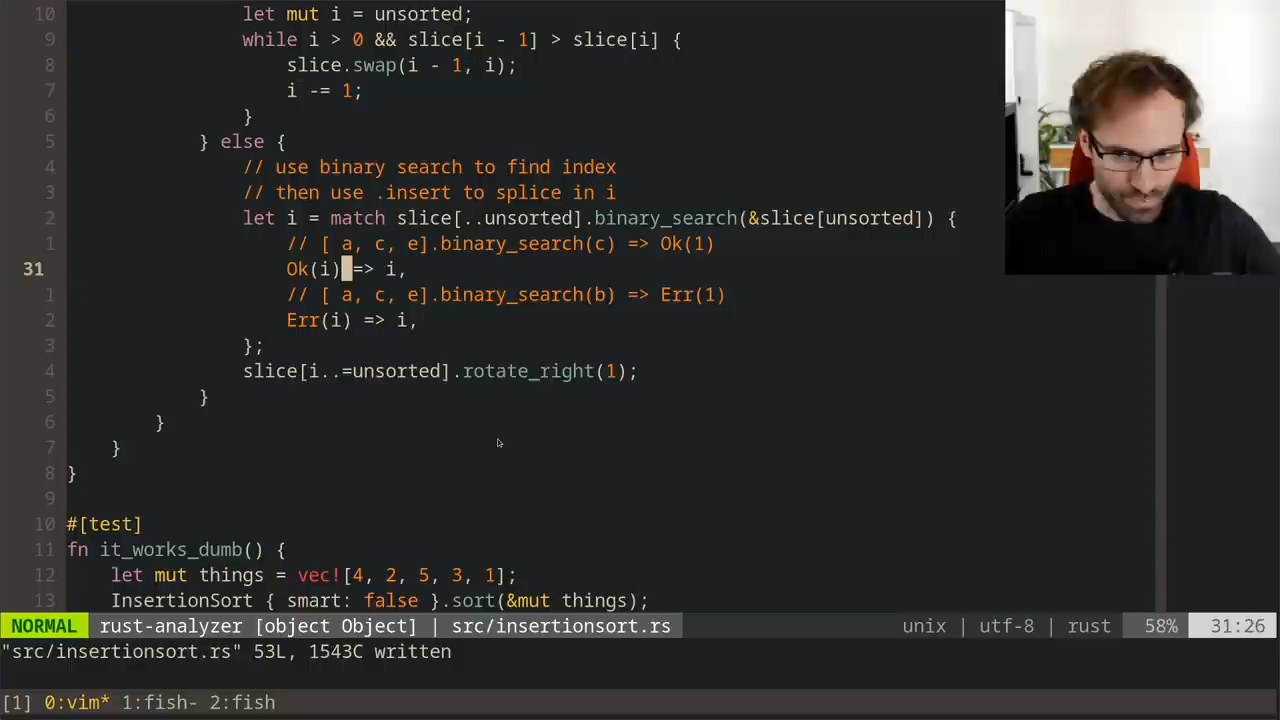 10 let mut i = unsorted;
9 while i > 0 && slice[i - 1] > slice[i] {
8 slice.swap(i - 1, i);
7 i -= 1;
6 }
5 } else {
4 // use binary search to find index
3 // then use .insert to splice in i
2 let i = match slice[..unsorted].binary_search(&slice[unsorted]) {
1 // [ a, c, e].binary_search(c) => Ok(1)
31 Ok(i) => i,
1 // [ a, c, e].binary_search(b) => Err(1)
2 Err(i) => i,
3 };
4 slice[i..=unsorted].rotate_right(1);
5 }
6 }
7 }
8 }
9
10 #[test]
11 fn it_works_dumb() {
12 let mut things = vec![4, 2, 5, 3, 1];
13 InsertionSort { smart: false }.sort(&mut things);
NORMAL rust-analyzer [object Object] | src/insertionsort.rs unix | utf-8 | rust 58% 31:26
"src/insertionsort.rs" 53L, 1543C written
[1] 0:vim* 1:fish- 2:fish